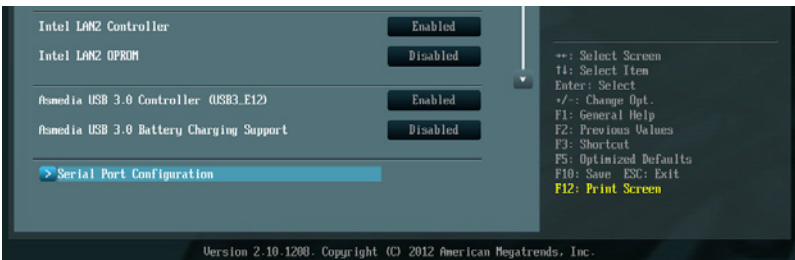 Intel LAN2 Controller Enabled
Intel LAN2 OPROM Disabled
Asmedia USB 3.0 Controller (USB3_E12) Enabled
Asmedia USB 3.0 Battery Charging Support Disabled
> Serial Port Configuration
→←: Select Screen
↑↓: Select Item
Enter: Select
+/-: Change Opt.
F1: General Help
F2: Previous Values
F3: Shortcut
F5: Optimized Defaults
F10: Save ESC: Exit
F12: Print Screen
Version 2.10.1208. Copyright (C) 2012 American Megatrends, Inc.